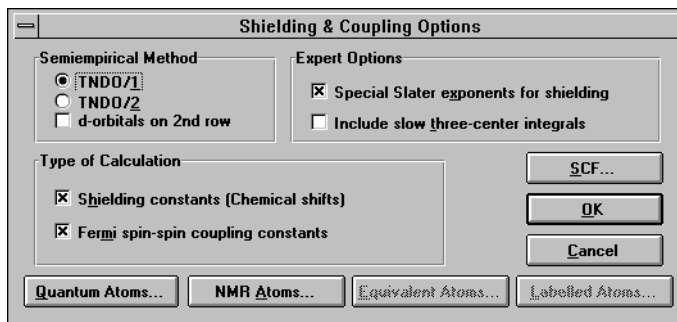 Shielding & Coupling Options
Semiempirical Method
TNDO/1
TNDO/2
d-orbitals on 2nd row
Expert Options
Special Slater exponents for shielding
Include slow three-center integrals
Type of Calculation
Shielding constants (Chemical shifts)
Fermi spin-spin coupling constants
SCF...
OK
Cancel
Quantum Atoms...
NMR Atoms...
Equivalent Atoms...
Labelled Atoms...